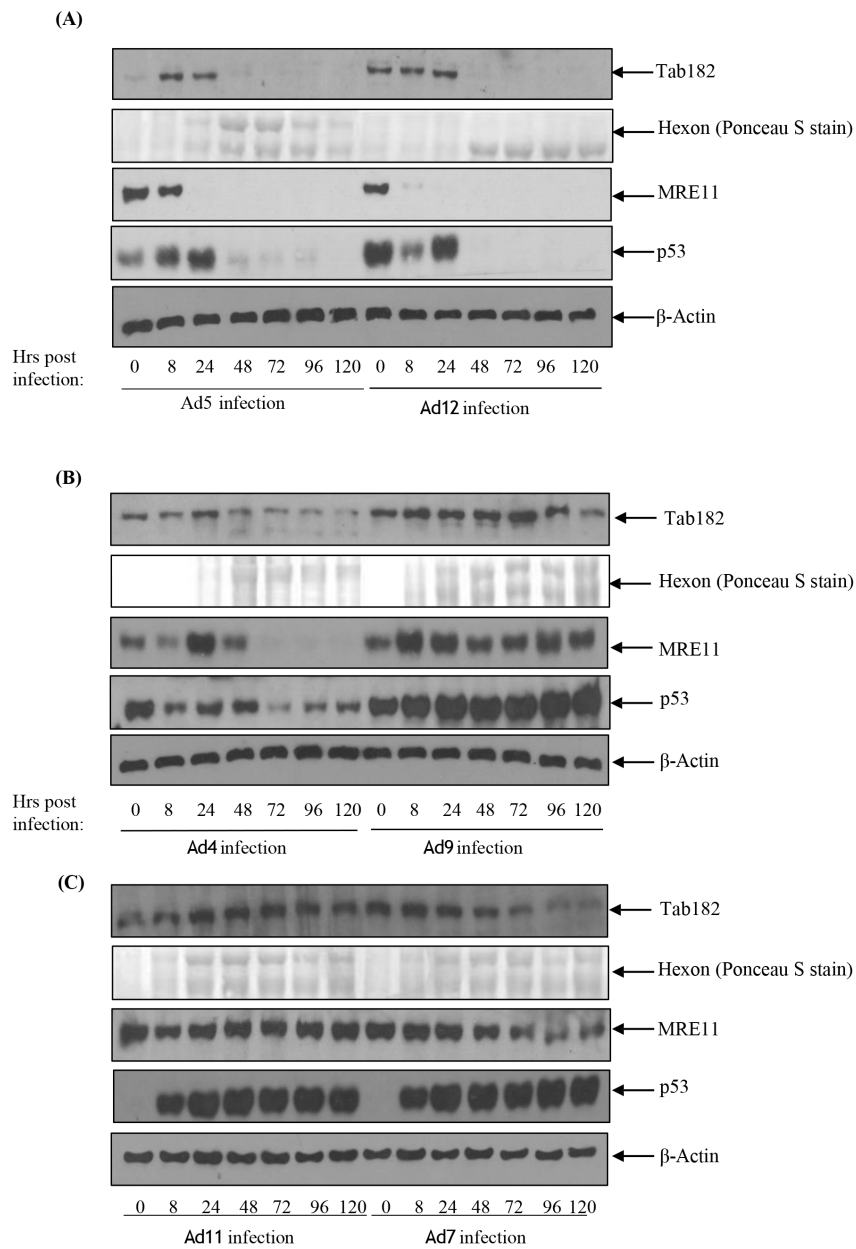 (A)
Tab182
Hexon (Ponceau S stain)
MRE11
p53
β-Actin
Hrs post
infection:
0 8 24 48 72 96 120 0 8 24 48 72 96 120
Ad5 infection Ad12 infection
(B)
Tab182
Hexon (Ponceau S stain)
MRE11
p53
β-Actin
Hrs post
infection:
0 8 24 48 72 96 120 0 8 24 48 72 96 120
Ad4 infection Ad9 infection
(C)
Tab182
Hexon (Ponceau S stain)
MRE11
p53
β-Actin
0 8 24 48 72 96 120 0 8 24 48 72 96 120
Ad11 infection Ad7 infection